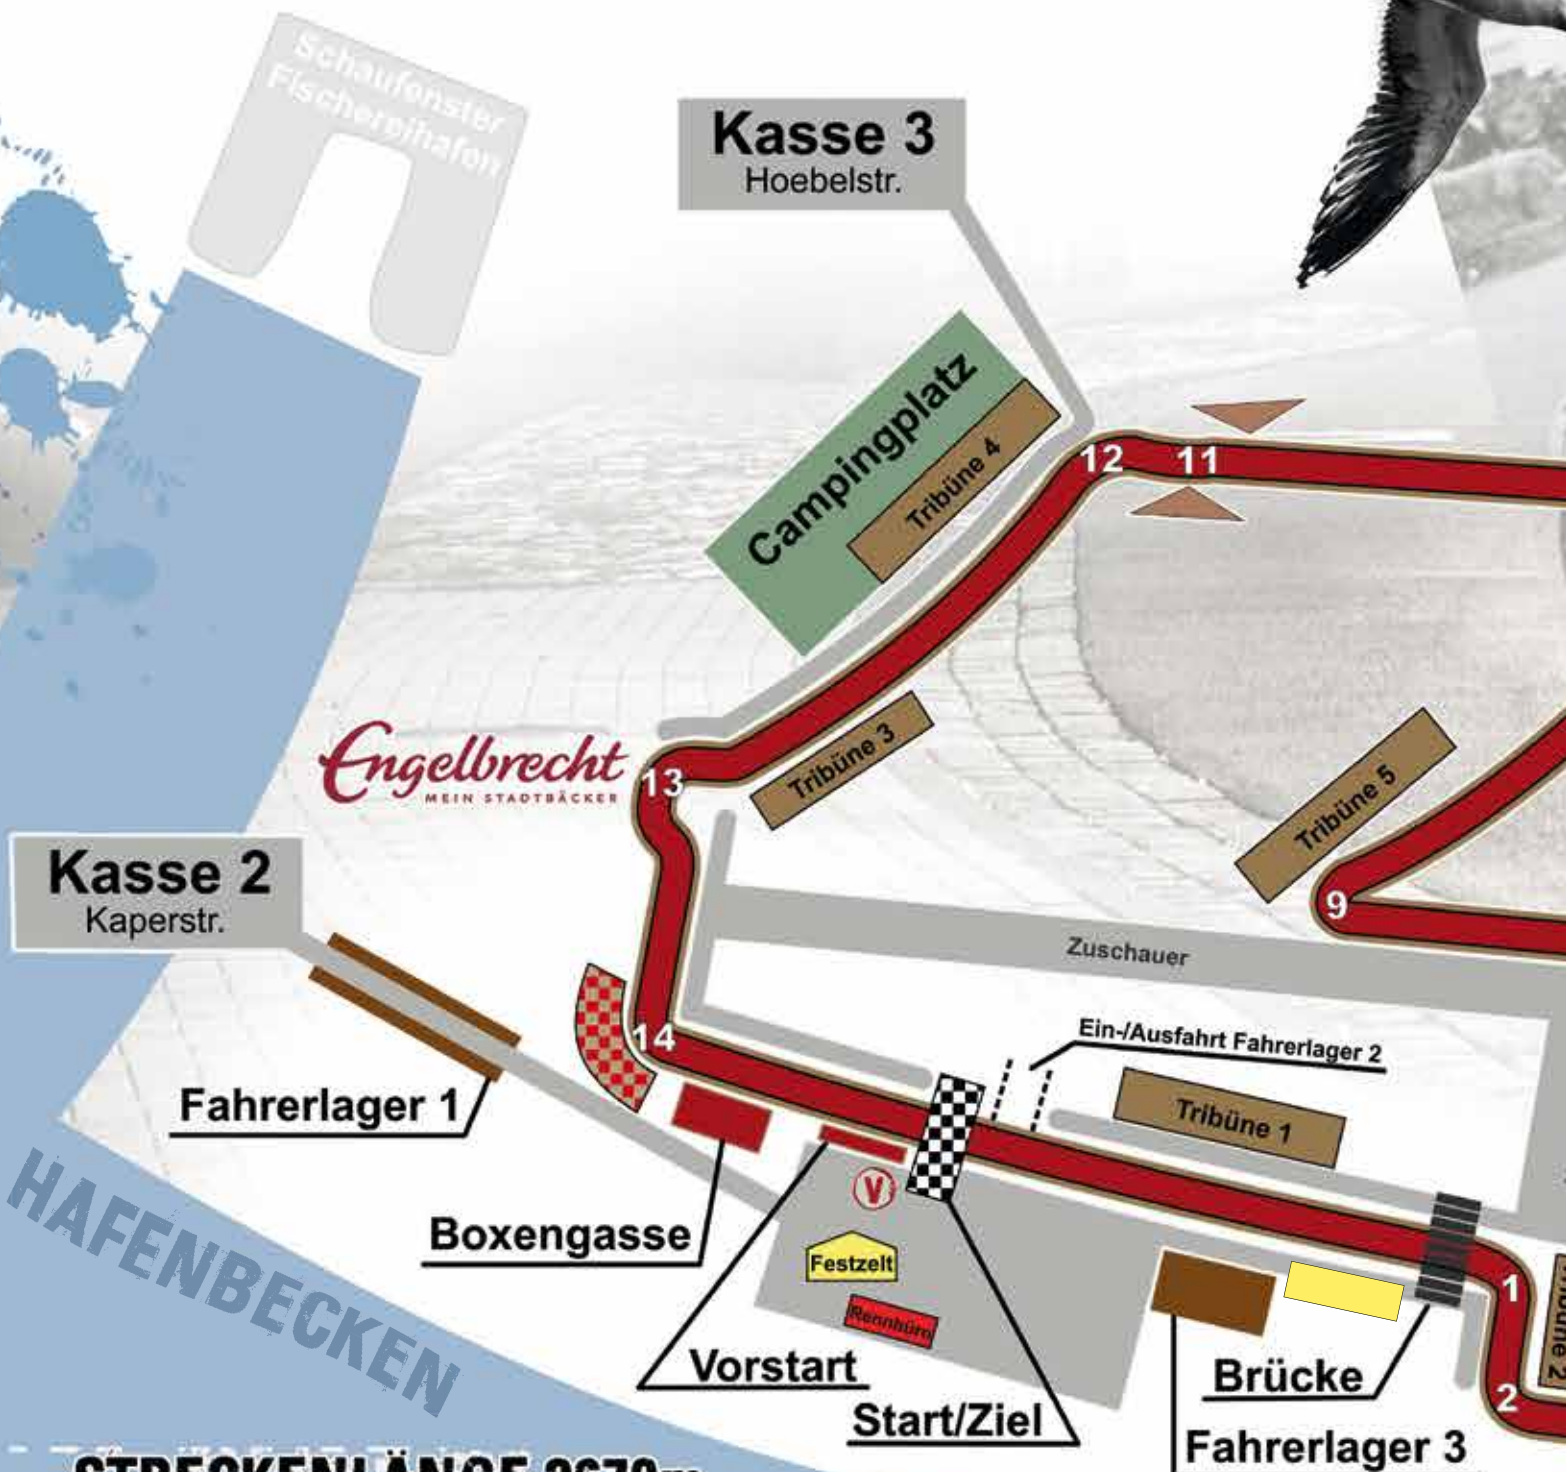 Schaufenster
Fischereihafen
Kasse 3
Hoebelstr.
Campingplatz
Tribüne 4
12
11
Engelbrecht
MEIN STADTBÄCKER
13
Tribüne 3
Tribüne 5
9
Kasse 2
Kaperstr.
Zuschauer
14
Ein-/Ausfahrt Fahrerlager 2
Tribüne 1
Fahrerlager 1
HAFENBECKEN
Boxengasse
V
Festzelt
Rennbüro
1
Tribüne 2
2
Vorstart
Start/Ziel
Brücke
Fahrerlager 3